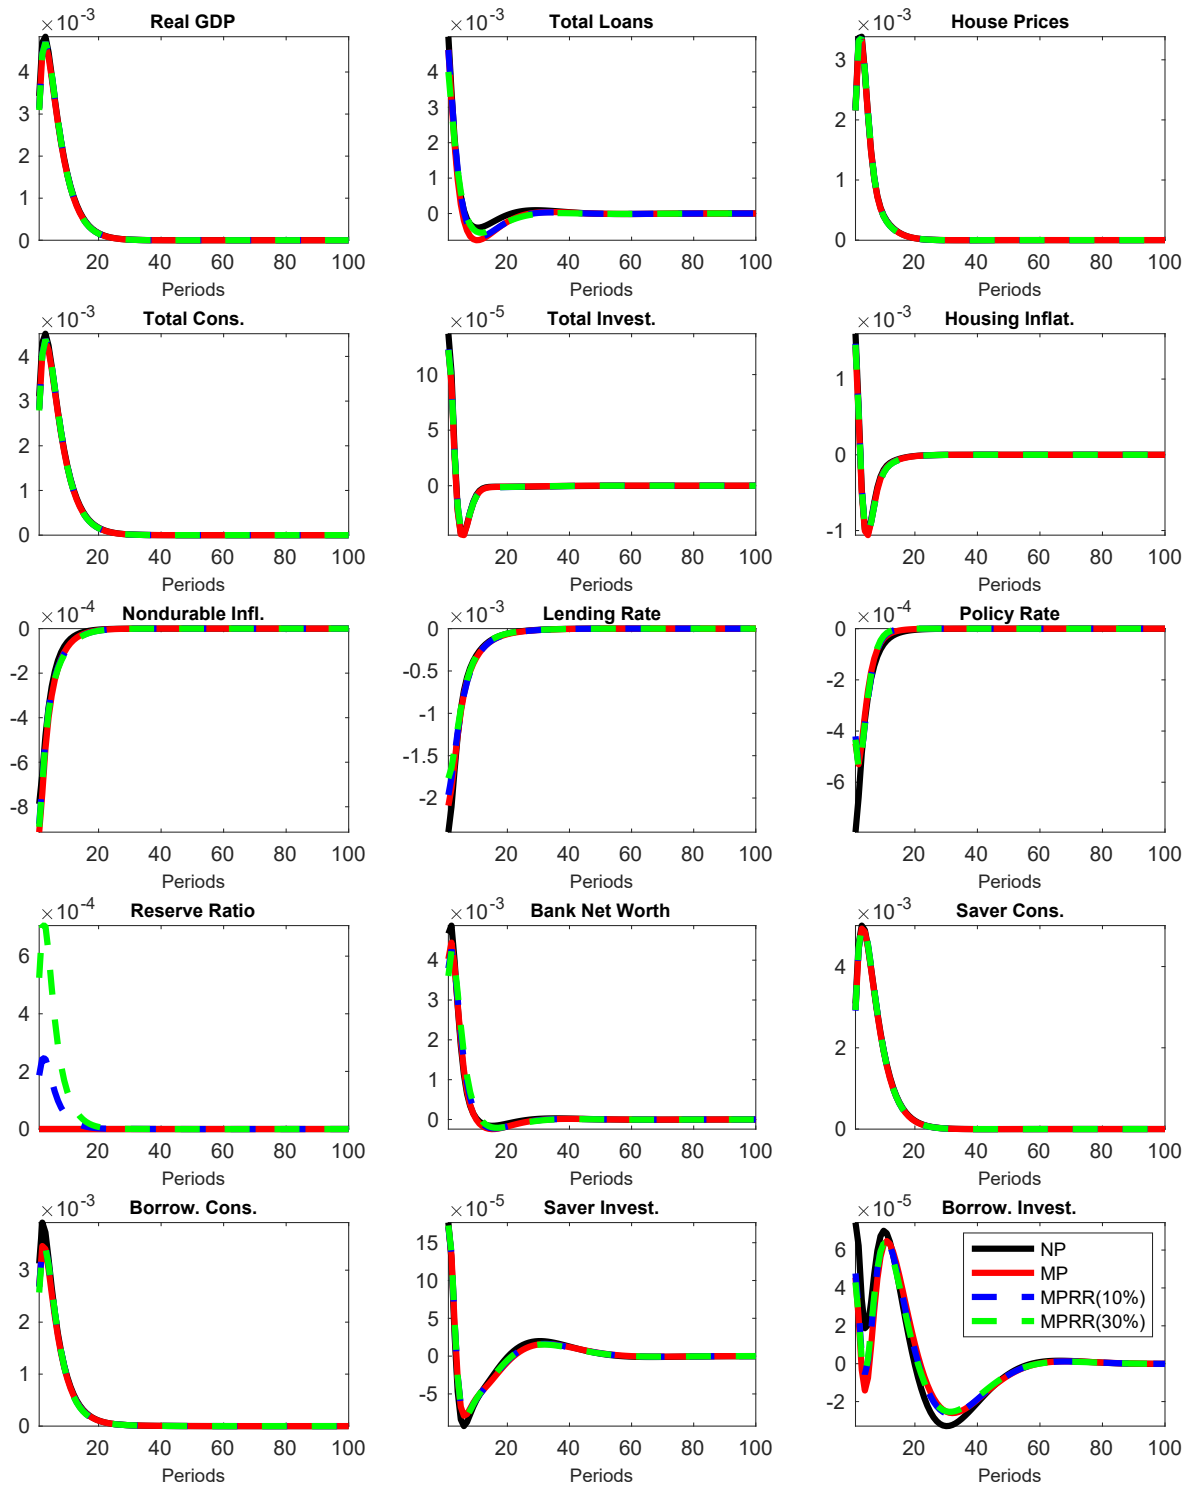 ×10-3 Real GDP
4
3
2
1
0
20 40 60 80 100
Periods
×10-3 Total Loans
4
3
2
1
0
20 40 60 80 100
Periods
×10-3 House Prices
3
2
1
0
20 40 60 80 100
Periods
×10-3 Total Cons.
4
3
2
1
0
20 40 60 80 100
Periods
×10-5 Total Invest.
10
5
0
20 40 60 80 100
Periods
×10-3 Housing Inflat.
1
0
-1
20 40 60 80 100
Periods
×10-4 Nondurable Infl.
0
-2
-4
-6
-8
20 40 60 80 100
Periods
×10-3 Lending Rate
0
-0.5
-1
-1.5
-2
20 40 60 80 100
Periods
×10-4 Policy Rate
0
-2
-4
-6
20 40 60 80 100
Periods
×10-4 Reserve Ratio
6
4
2
0
20 40 60 80 100
Periods
×10-3 Bank Net Worth
4
3
2
1
0
20 40 60 80 100
Periods
×10-3 Saver Cons.
4
2
0
20 40 60 80 100
Periods
×10-3 Borrow. Cons.
3
2
1
0
20 40 60 80 100
Periods
×10-5 Saver Invest.
15
10
5
0
-5
20 40 60 80 100
Periods
×10-5 Borrow. Invest.
6
4
2
0
-2
20 40 60 80 100
Periods
NP
MP
MPRR(10%)
MPRR(30%)